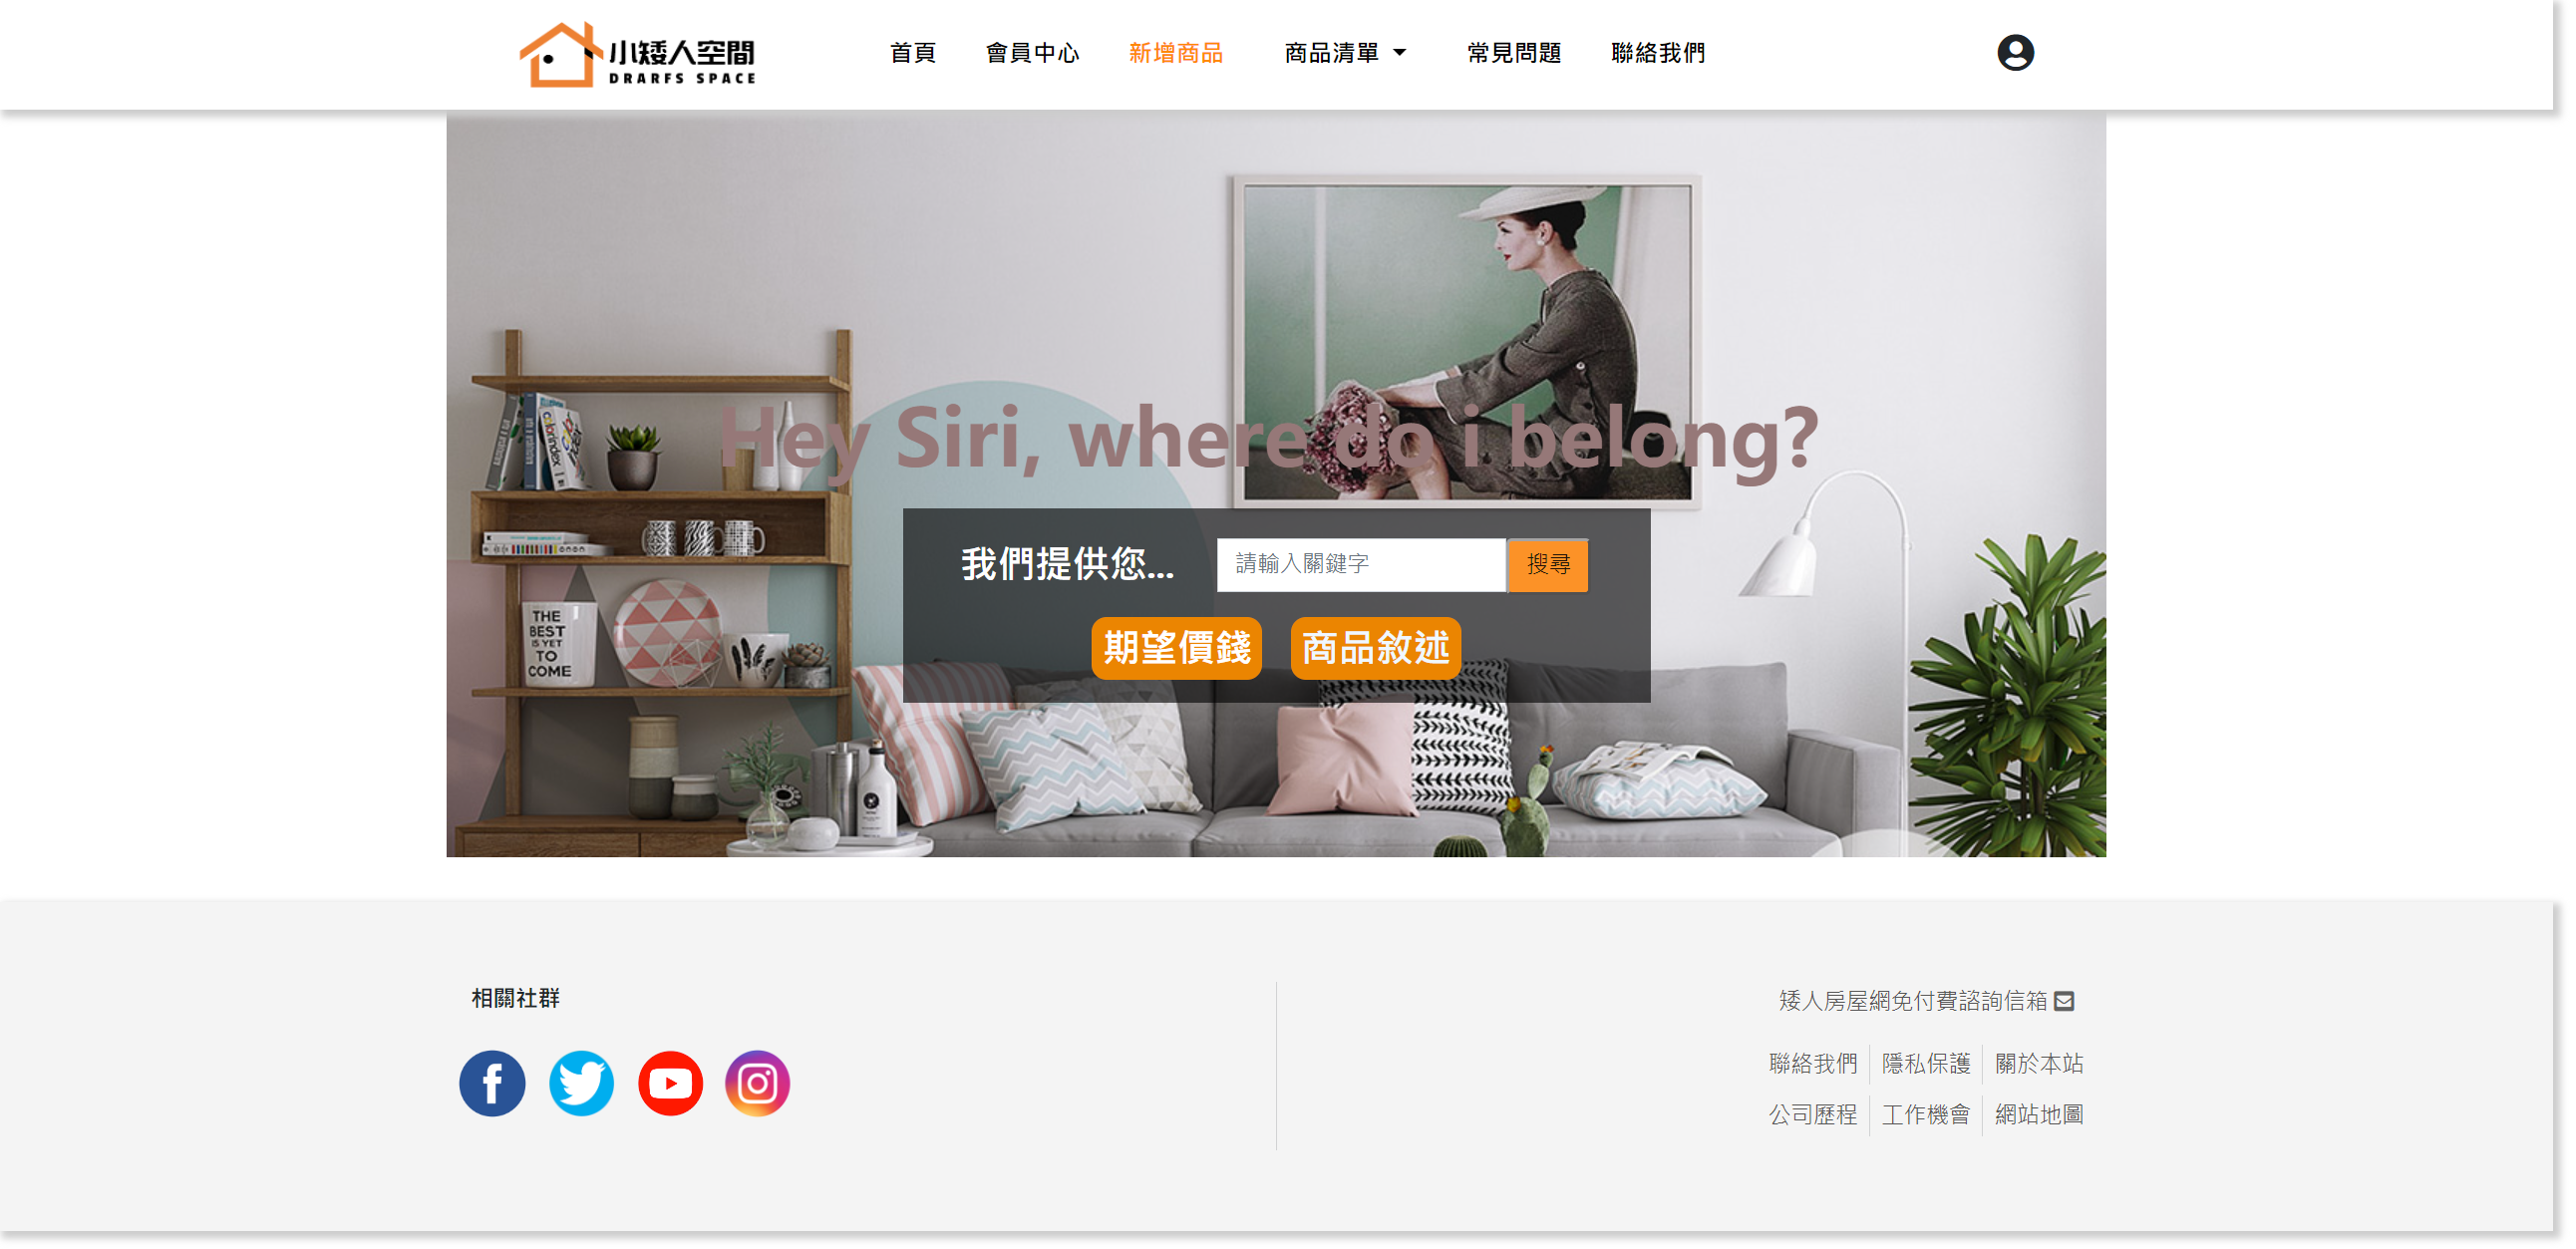 小矮人空間
DRARFS SPACE
首頁 會員中心 新增商品 商品清單 常見問題 聯絡我們
Hey Siri, where do i belong?
我們提供您... 請輸入關鍵字 搜尋
期望價錢 商品敘述
THE
BEST
IS YET
TO
COME
相關社群
矮人房屋網免付費諮詢信箱
聯絡我們 隱私保護 關於本站
公司歷程 工作機會 網站地圖